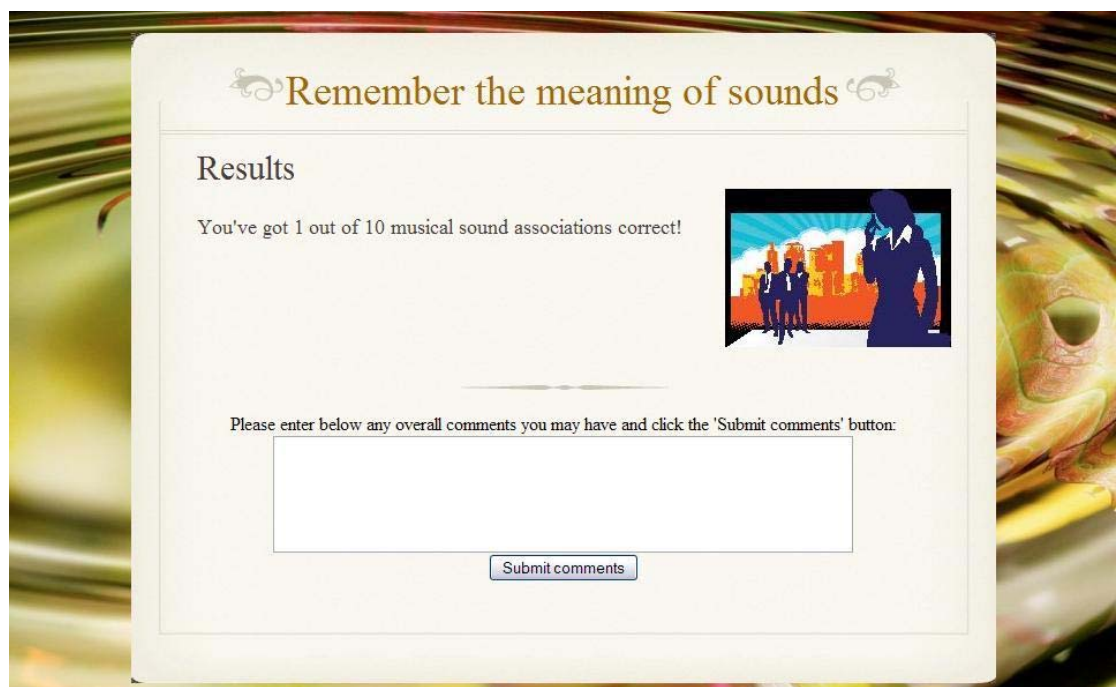 Remember the meaning of sounds
Results
You've got 1 out of 10 musical sound associations correct!
Please enter below any overall comments you may have and click the 'Submit comments' button:
Submit comments